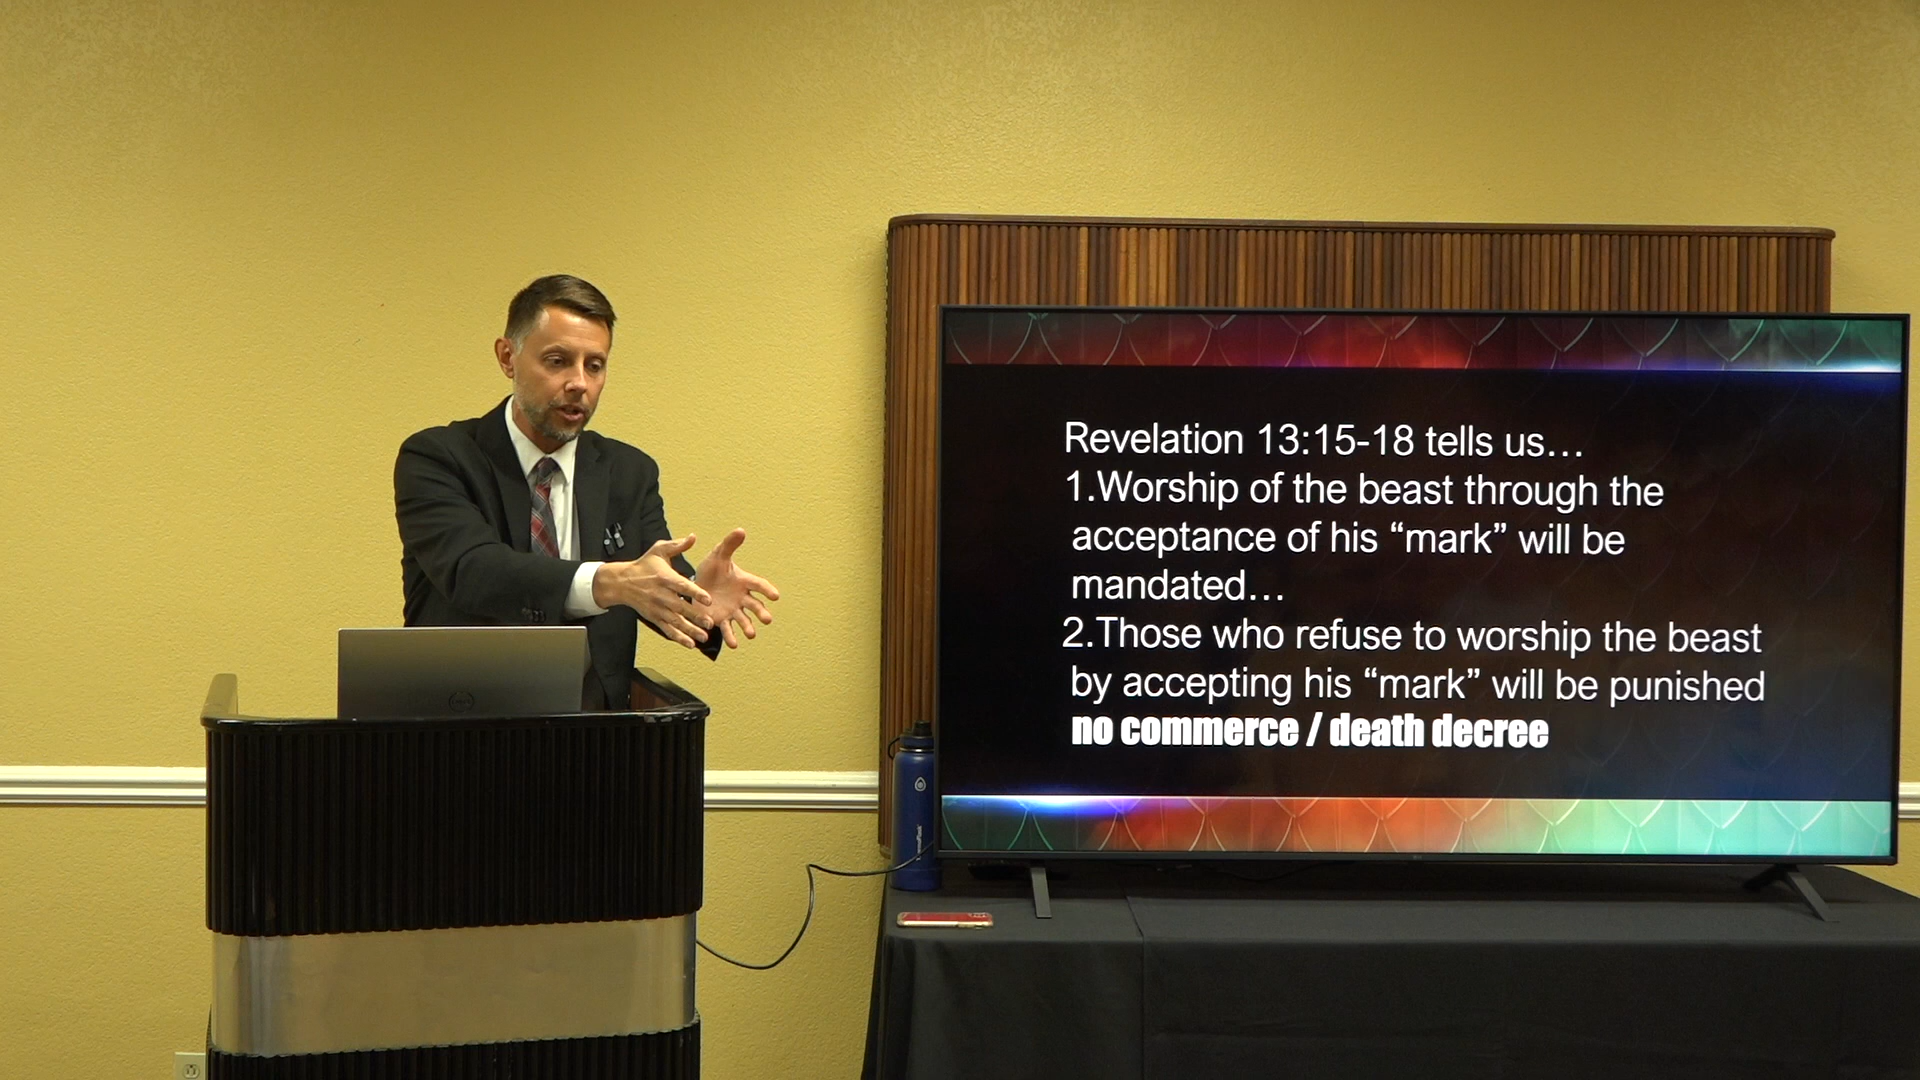 Revelation 13:15-18 tells us…
1.Worship of the beast through the
acceptance of his “mark” will be
mandated…
2.Those who refuse to worship the beast
by accepting his “mark” will be punished
no commerce / death decree